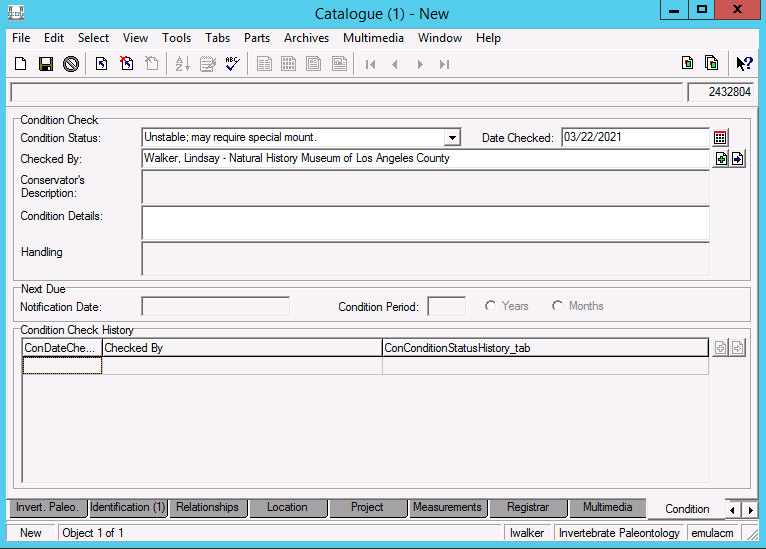 Catalogue (1) - New
File Edit Select View Tools Tabs Parts Archives Multimedia Window Help
ABC
2432804
Condition Check
Condition Status: Unstable; may require special mount. Date Checked: 03/22/2021
Checked By: Walker, Lindsay - Natural History Museum of Los Angeles County
Conservator's
Description:
Condition Details:
Handling
Next Due
Notification Date: Condition Period: Years Months
Condition Check History
ConDateChe... Checked By ConConditionStatusHistory_tab
Invert. Paleo. Identification (1) Relationships Location Project Measurements Registrar Multimedia Condition
New Object 1 of 1 lwalker Invertebrate Paleontology emulacm